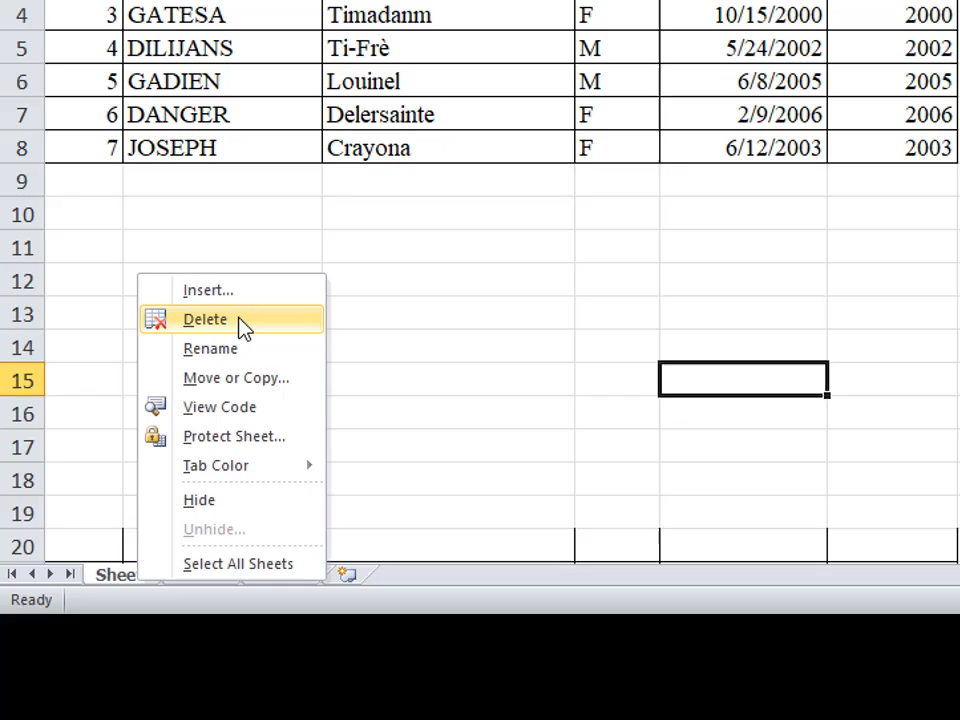 4 3 GATESA Timadanm F 10/15/2000 2000
5 4 DILIJANS Ti-Frè M 5/24/2002 2002
6 5 GADIEN Louinel M 6/8/2005 2005
7 6 DANGER Delersainte F 2/9/2006 2006
8 7 JOSEPH Crayona F 6/12/2003 2003
9
10
11
12
13
14
15
16
17
18
19
20
Insert...
Delete
Rename
Move or Copy...
View Code
Protect Sheet...
Tab Color
Hide
Unhide...
Select All Sheets
Shee
Ready